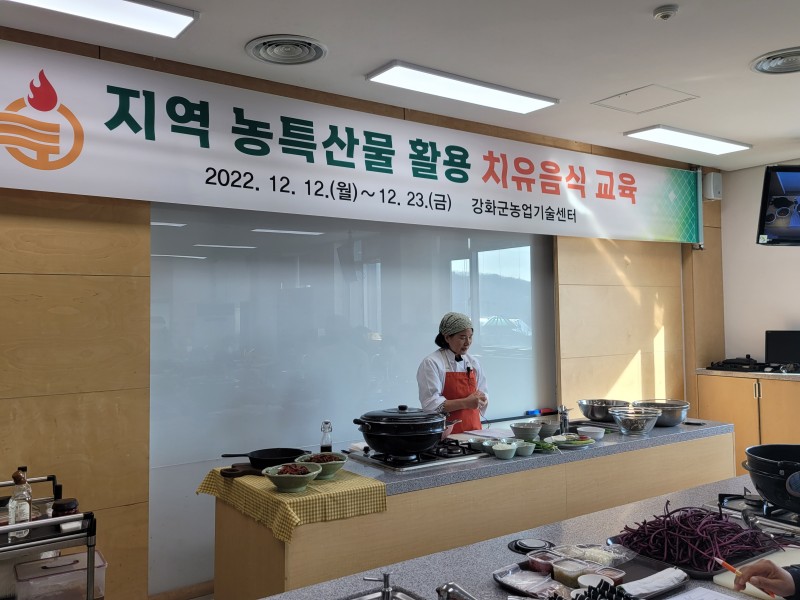 지역 농특산물 활용 치유음식 교육
2022. 12. 12.(월)~12. 23.(금) 강화군농업기술센터